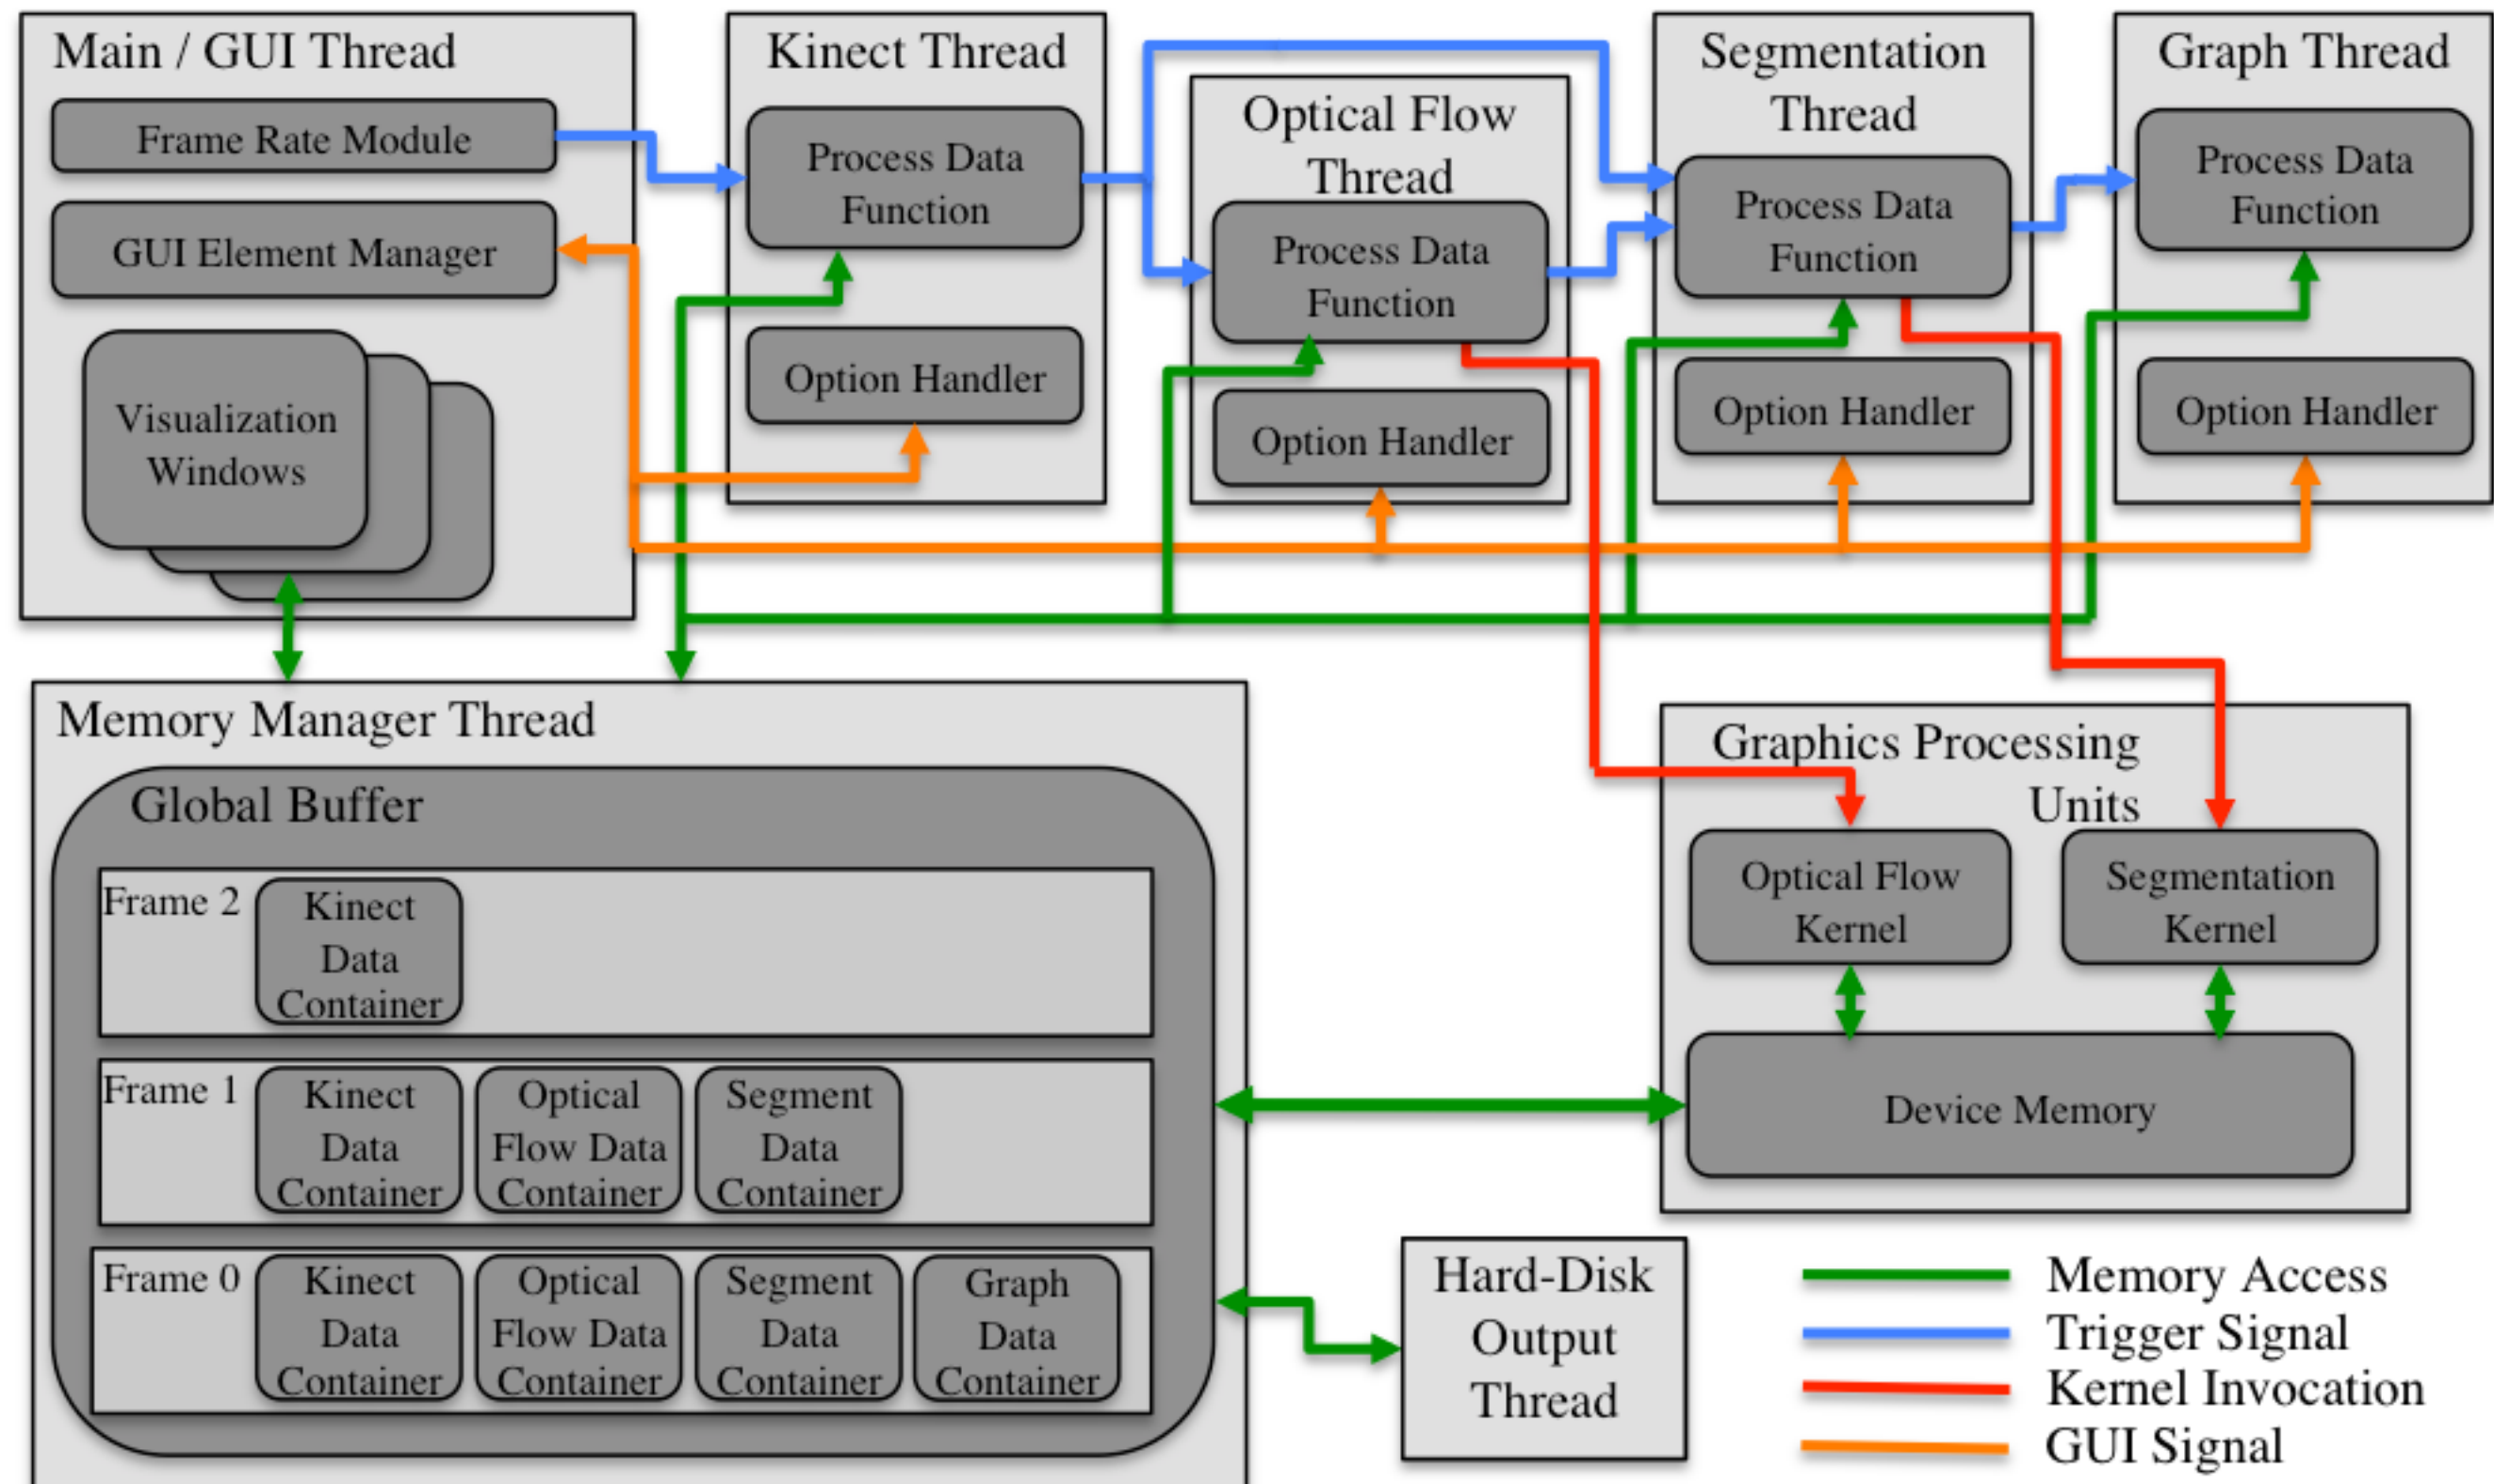 Main / GUI Thread
Frame Rate Module
GUI Element Manager
Visualization
Windows
Kinect Thread
Process Data
Function
Option Handler
Optical Flow
Thread
Process Data
Function
Option Handler
Segmentation
Thread
Process Data
Function
Option Handler
Graph Thread
Process Data
Function
Option Handler
Memory Manager Thread
Global Buffer
Frame 2
Kinect
Data
Container
Frame 1
Kinect
Data
Container
Optical
Flow Data
Container
Segment
Data
Container
Frame 0
Kinect
Data
Container
Optical
Flow Data
Container
Segment
Data
Container
Graph
Data
Container
Graphics Processing
Units
Optical Flow
Kernel
Segmentation
Kernel
Device Memory
Hard-Disk
Output
Thread
Memory Access
Trigger Signal
Kernel Invocation
GUI Signal